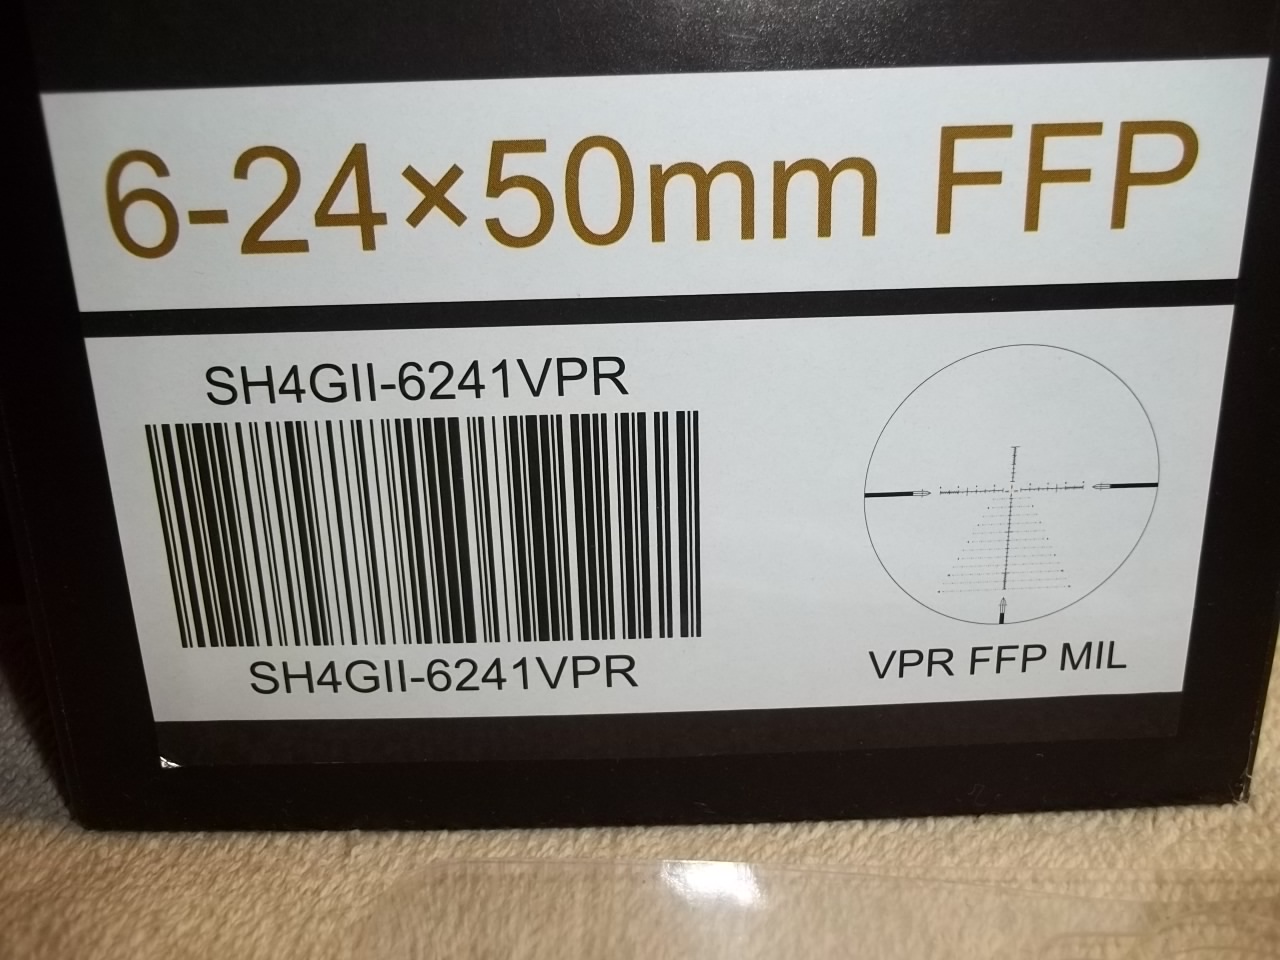 6-24×50mm FFP
SH4GII-6241VPR
SH4GII-6241VPR
VPR FFP MIL